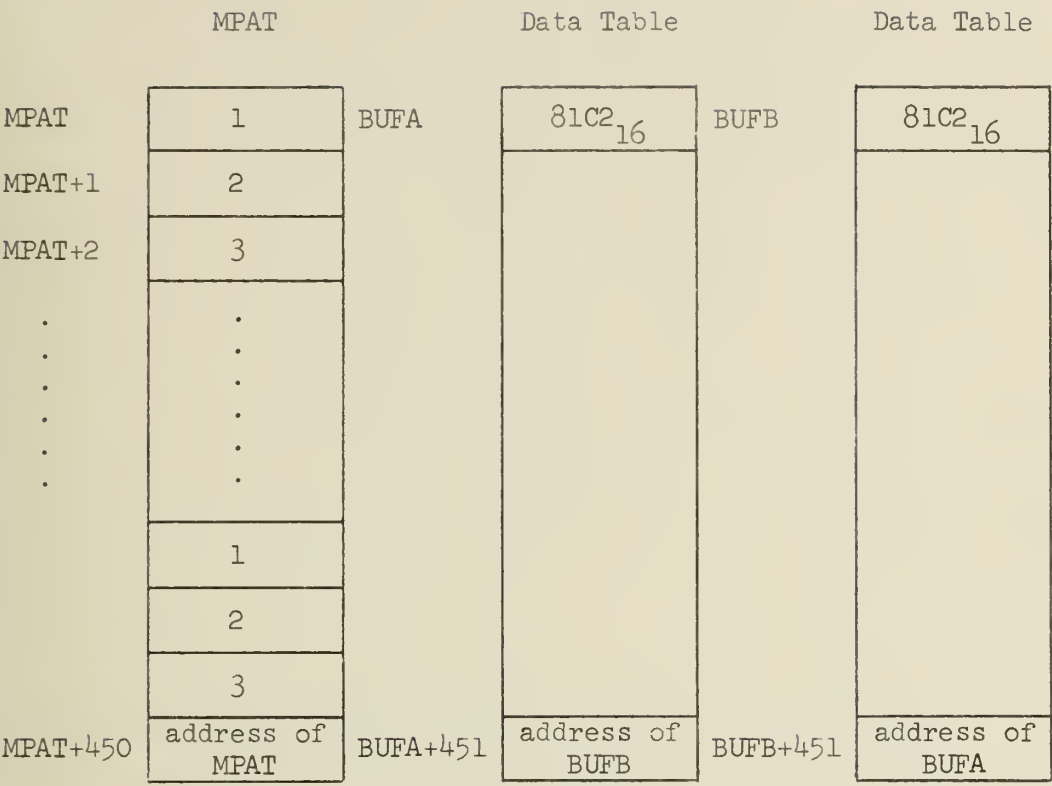 MPAT Data Table Data Table
MPAT 1 BUFA 81C2₁₆ BUFB 81C2₁₆
MPAT+1 2
MPAT+2 3
. .
. .
. .
. .
. .
. .
1
2
3
MPAT+450 address of MPAT BUFA+451 address of BUFB BUFB+451 address of BUFA